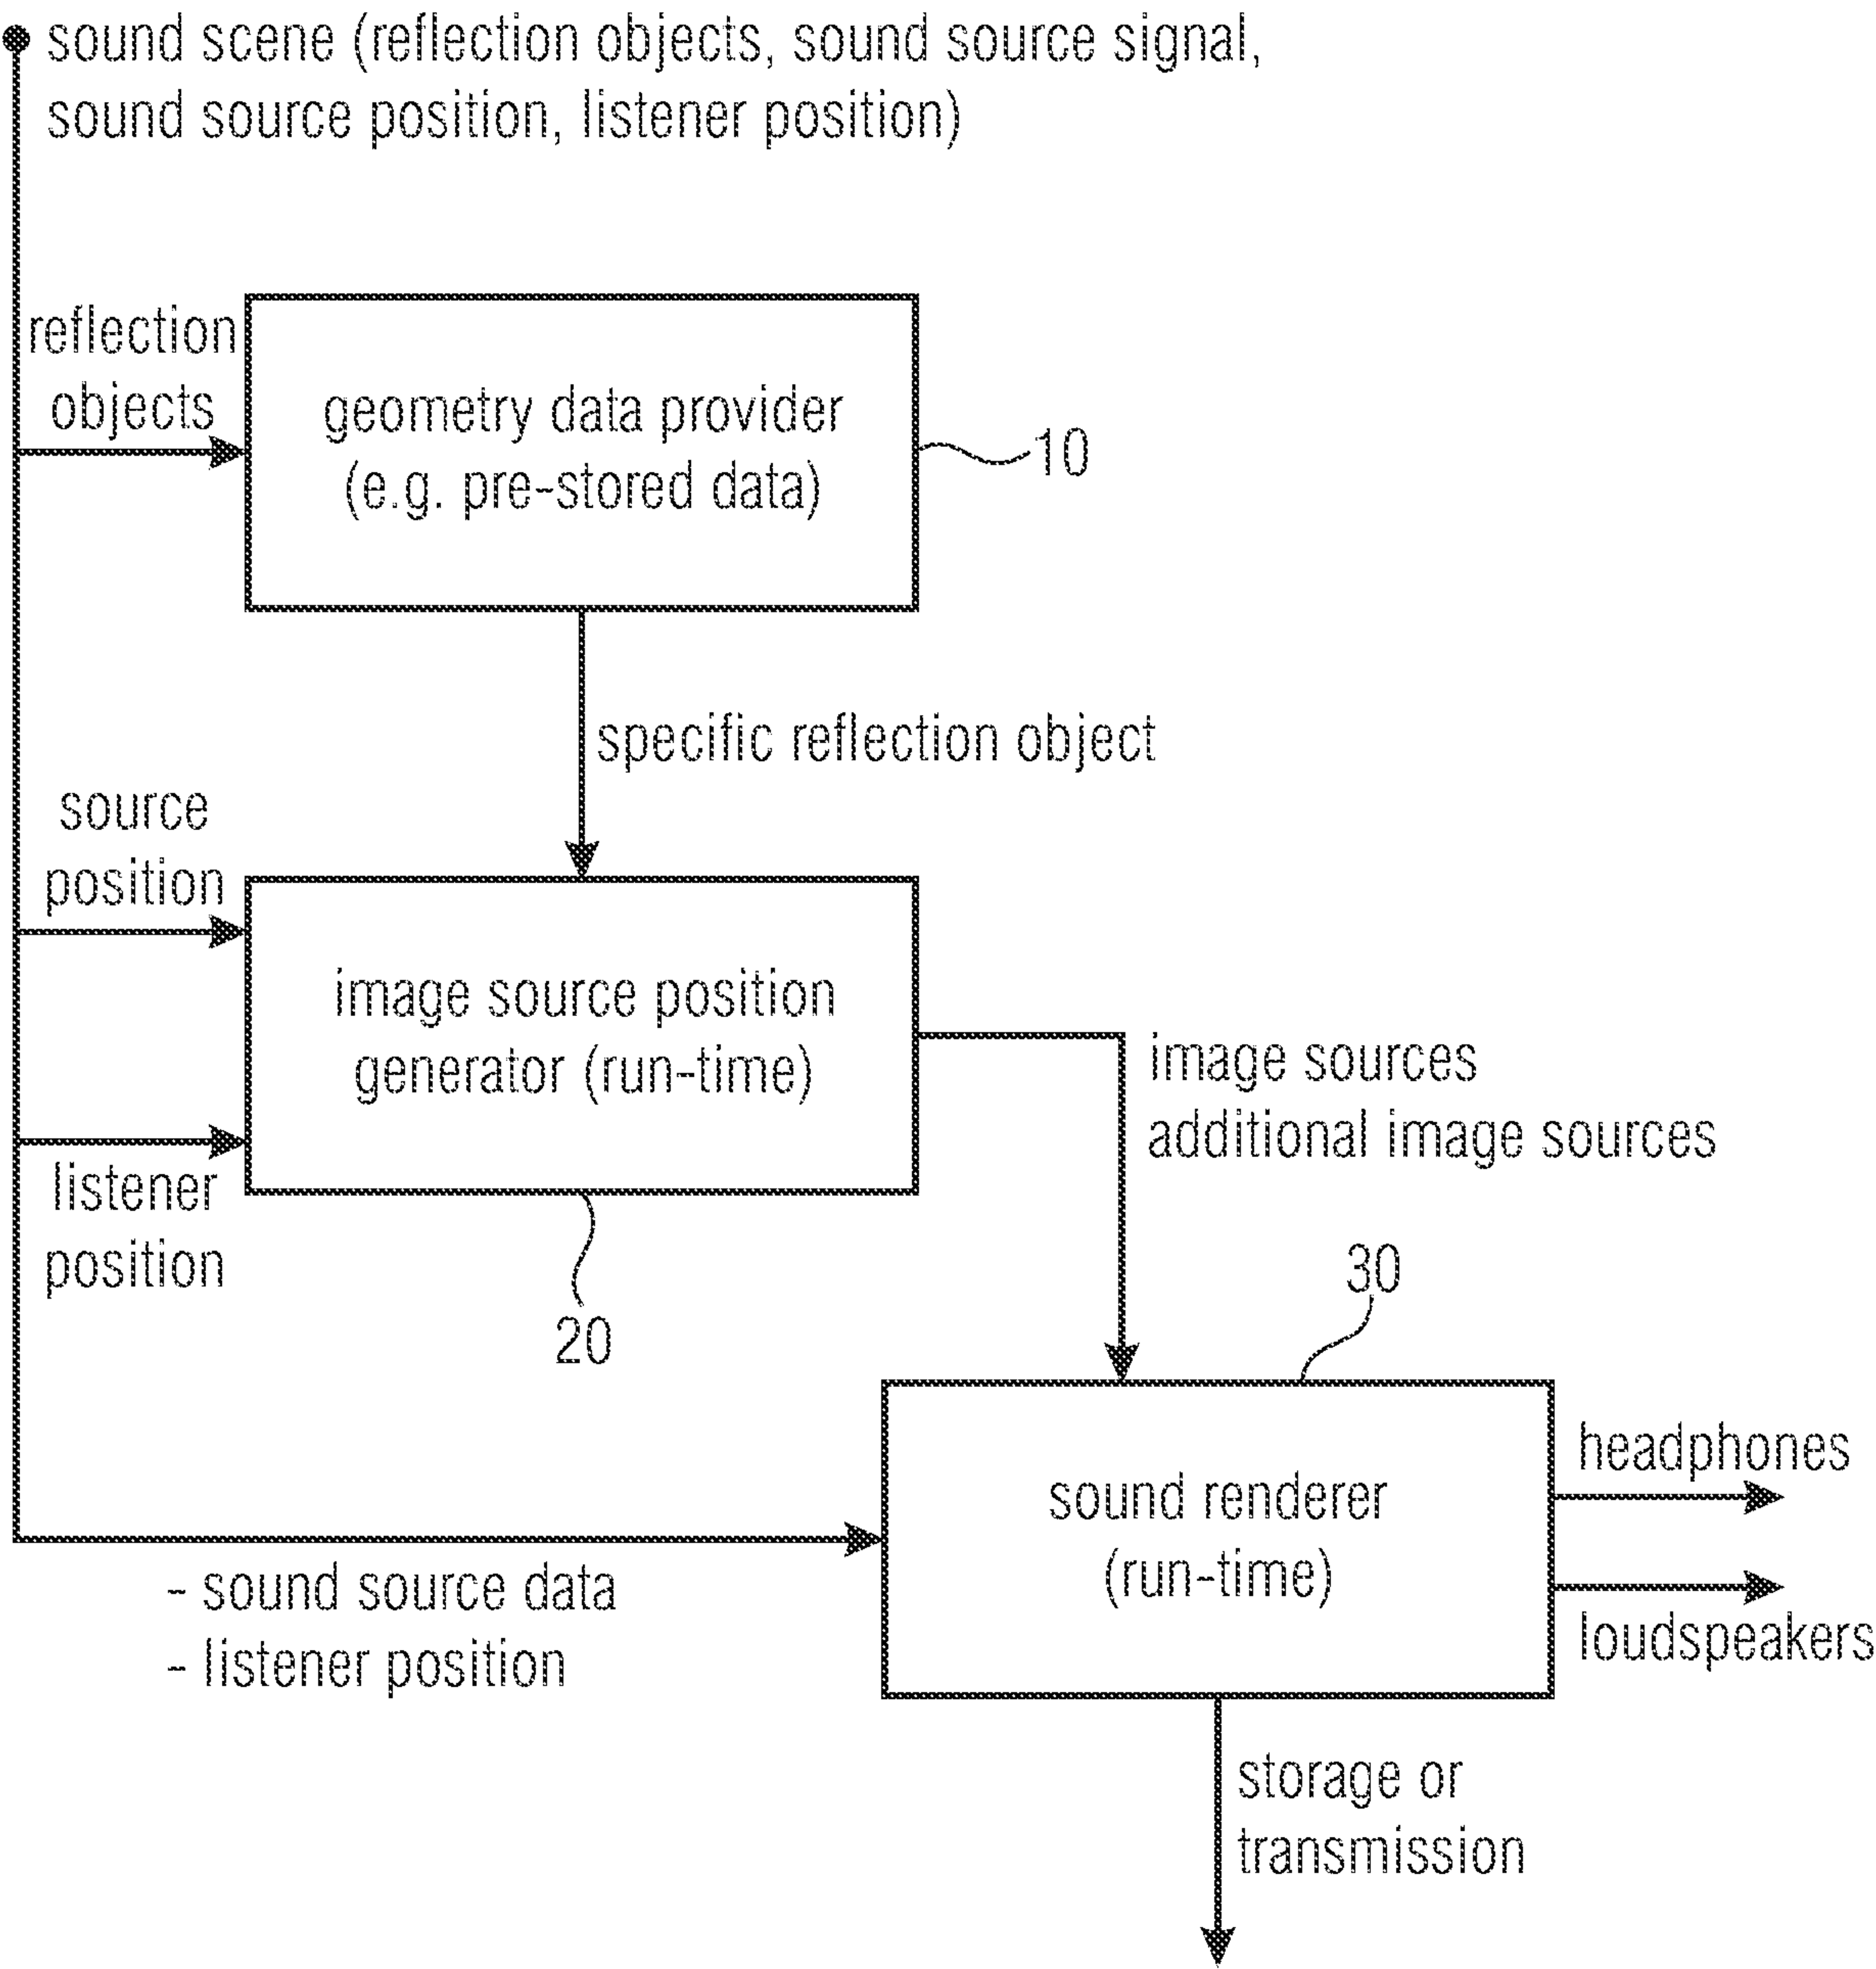 sound scene (reflection objects, sound source signal,
sound source position, listener position)
reflection
objects
geometry data provider
(e.g. pre-stored data)
10
specific reflection object
source
position
image source position
generator (run-time)
listener
position
20
image sources
additional image sources
30
sound renderer
(run-time)
headphones
loudspeakers
- sound source data
- listener position
storage or
transmission